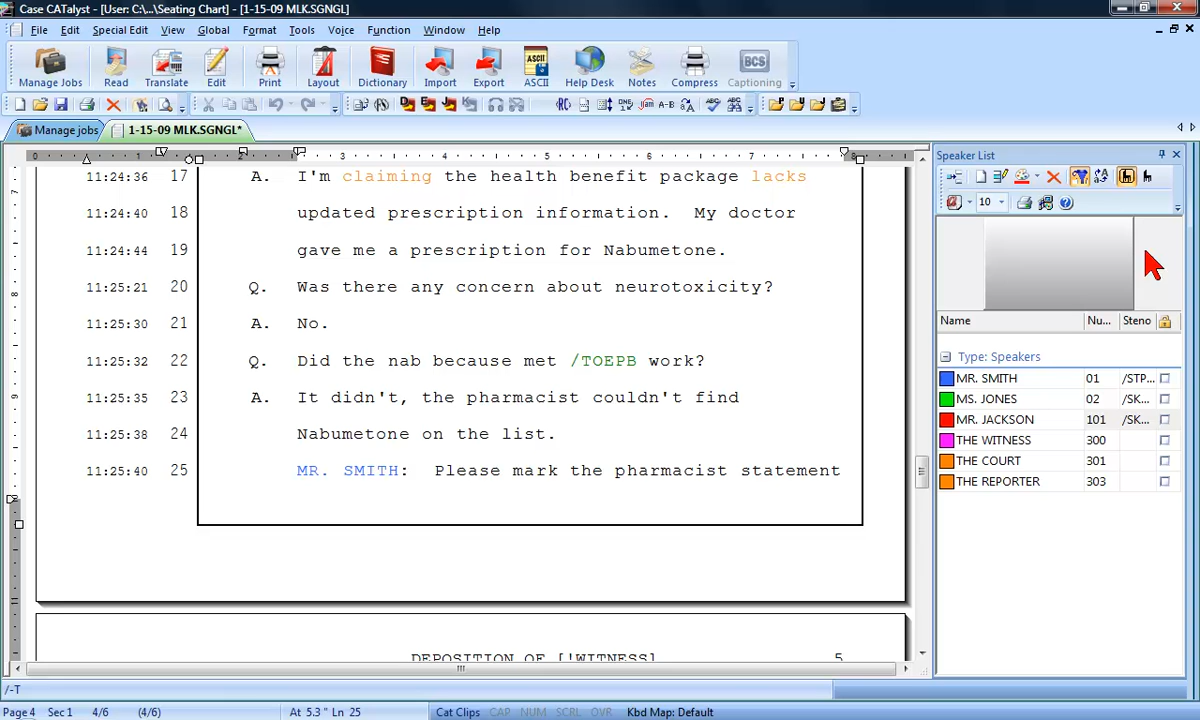 Case CATalyst - [User: C:\...\Seating Chart] - [1-15-09 MLK.SGNGL]
File Edit Special Edit View Global Format Tools Voice Function Window Help
Manage Jobs Read Translate Edit Print Layout Dictionary Import Export ASCII Help Desk Notes Compress Captioning
Manage jobs 1-15-09 MLK.SGNGL*
Speaker List
10
11:24:36 17 A. I'm claiming the health benefit package lacks
11:24:40 18 updated prescription information. My doctor
11:24:44 19 gave me a prescription for Nabumetone.
11:25:21 20 Q. Was there any concern about neurotoxicity?
11:25:30 21 A. No.
11:25:32 22 Q. Did the nab because met /TOEPB work?
11:25:35 23 A. It didn't, the pharmacist couldn't find
11:25:38 24 Nabumetone on the list.
11:25:40 25 MR. SMITH: Please mark the pharmacist statement
DEPOSITION OF [!WITNESS] 5
Name Nu... Steno
Type: Speakers
MR. SMITH 01 /STP...
MS. JONES 02 /SK...
MR. JACKSON 101 /SK...
THE WITNESS 300
THE COURT 301
THE REPORTER 303
/-T
Page 4 Sec 1 4/6 (4/6) At 5.3 " Ln 25 Cat Clips CAP NUM SCRL OVR Kbd Map: Default